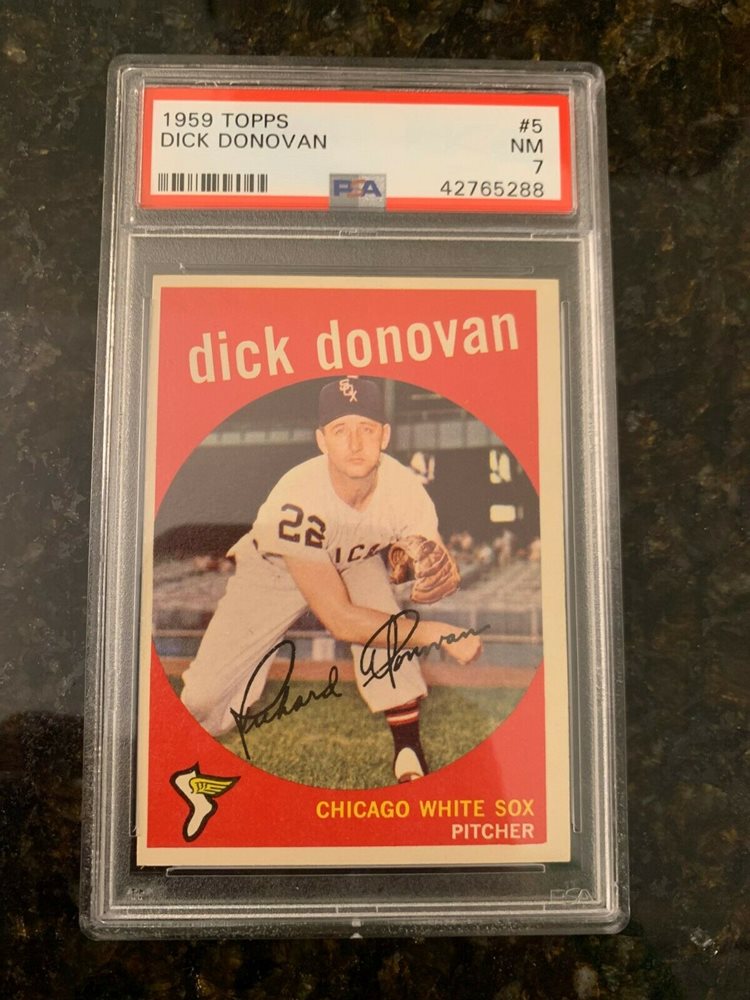 1959 TOPPS #5
DICK DONOVAN NM
7
PSA 42765288
dick donovan
SOX
22
ICA
Richard Donovan
CHICAGO WHITE SOX
PITCHER
PSA